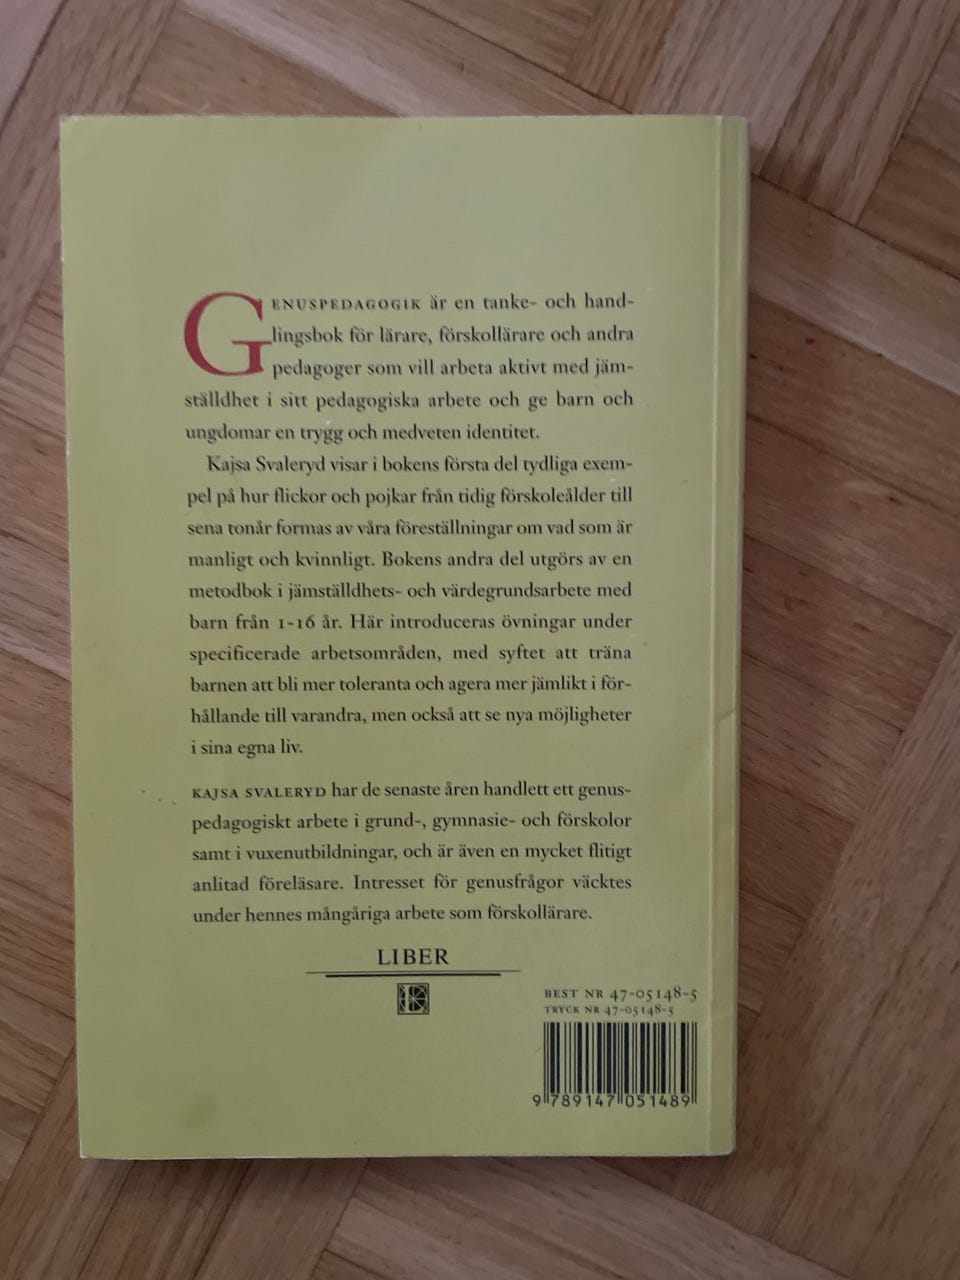 GENUSPEDAGOGIK är en tanke- och hand-
lingsbok för lärare, förskollärare och andra
pedagoger som vill arbeta aktivt med jäm-
ställdhet i sitt pedagogiska arbete och ge barn och
ungdomar en trygg och medveten identitet.
Kajsa Svaleryd visar i bokens första del tydliga exem-
pel på hur flickor och pojkar från tidig förskoleålder till
sena tonår formas av våra föreställningar om vad som är
manligt och kvinnligt. Bokens andra del utgörs av en
metodbok i jämställdhets- och värdegrundsarbete med
barn från 1-16 år. Här introduceras övningar under
specificerade arbetsområden, med syftet att träna
barnen att bli mer toleranta och agera mer jämlikt i för-
hållande till varandra, men också att se nya möjligheter
i sina egna liv.
KAJSA SVALERYD har de senaste åren handlett ett genus-
pedagogiskt arbete i grund-, gymnasie- och förskolor
samt i vuxenutbildningar, och är även en mycket flitigt
anlitad föreläsare. Intresset för genusfrågor väcktes
under hennes mångåriga arbete som förskollärare.
LIBER
BEST NR 47-05148-5
TRYCK NR 47-05148-5
9 789147 051489